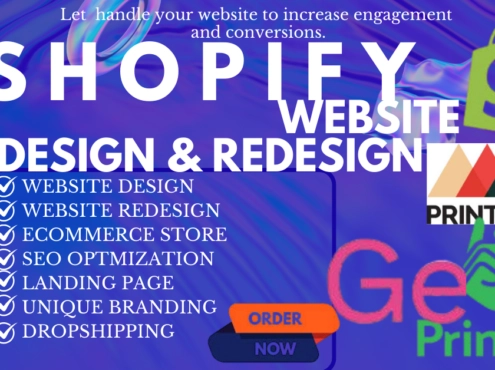 Let handle your website to increase engagement
and conversions.
SHOPIFY
WEBSITE
DESIGN & REDESIGN
WEBSITE DESIGN
WEBSITE REDESIGN
ECOMMERCE STORE
SEO OPTMIZATION
LANDING PAGE
UNIQUE BRANDING
DROPSHIPPING
ORDER
NOW
PRINT
Ge
Prin